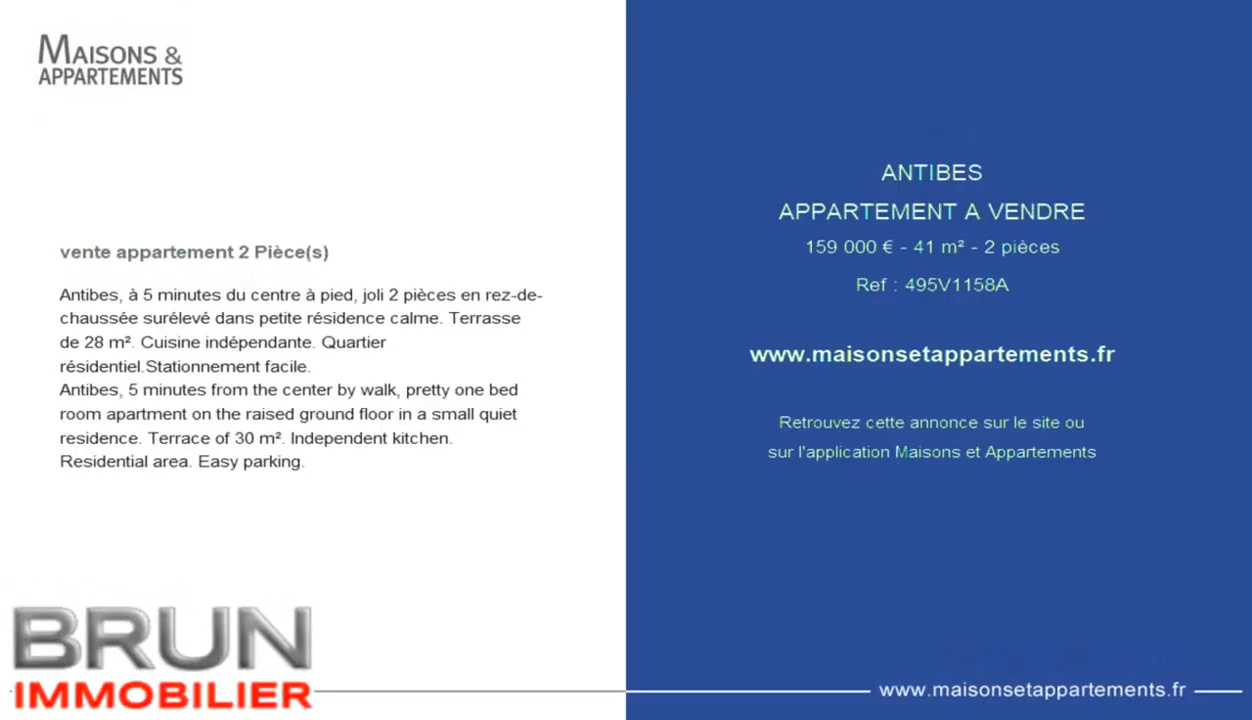 MAISONS &
APPARTEMENTS
vente appartement 2 Pièce(s)
Antibes, à 5 minutes du centre à pied, joli 2 pièces en rez-de-
chaussée surélevé dans petite résidence calme. Terrasse
de 28 m². Cuisine indépendante. Quartier
résidentiel.Stationnement facile.
Antibes, 5 minutes from the center by walk, pretty one bed
room apartment on the raised ground floor in a small quiet
residence. Terrace of 30 m². Independent kitchen.
Residential area. Easy parking.
BRUN
IMMOBILIER
ANTIBES
APPARTEMENT A VENDRE
159 000 € - 41 m² - 2 pièces
Ref : 495V1158A
www.maisonsetappartements.fr
Retrouvez cette annonce sur le site ou
sur l'application Maisons et Appartements
www.maisonsetappartements.fr